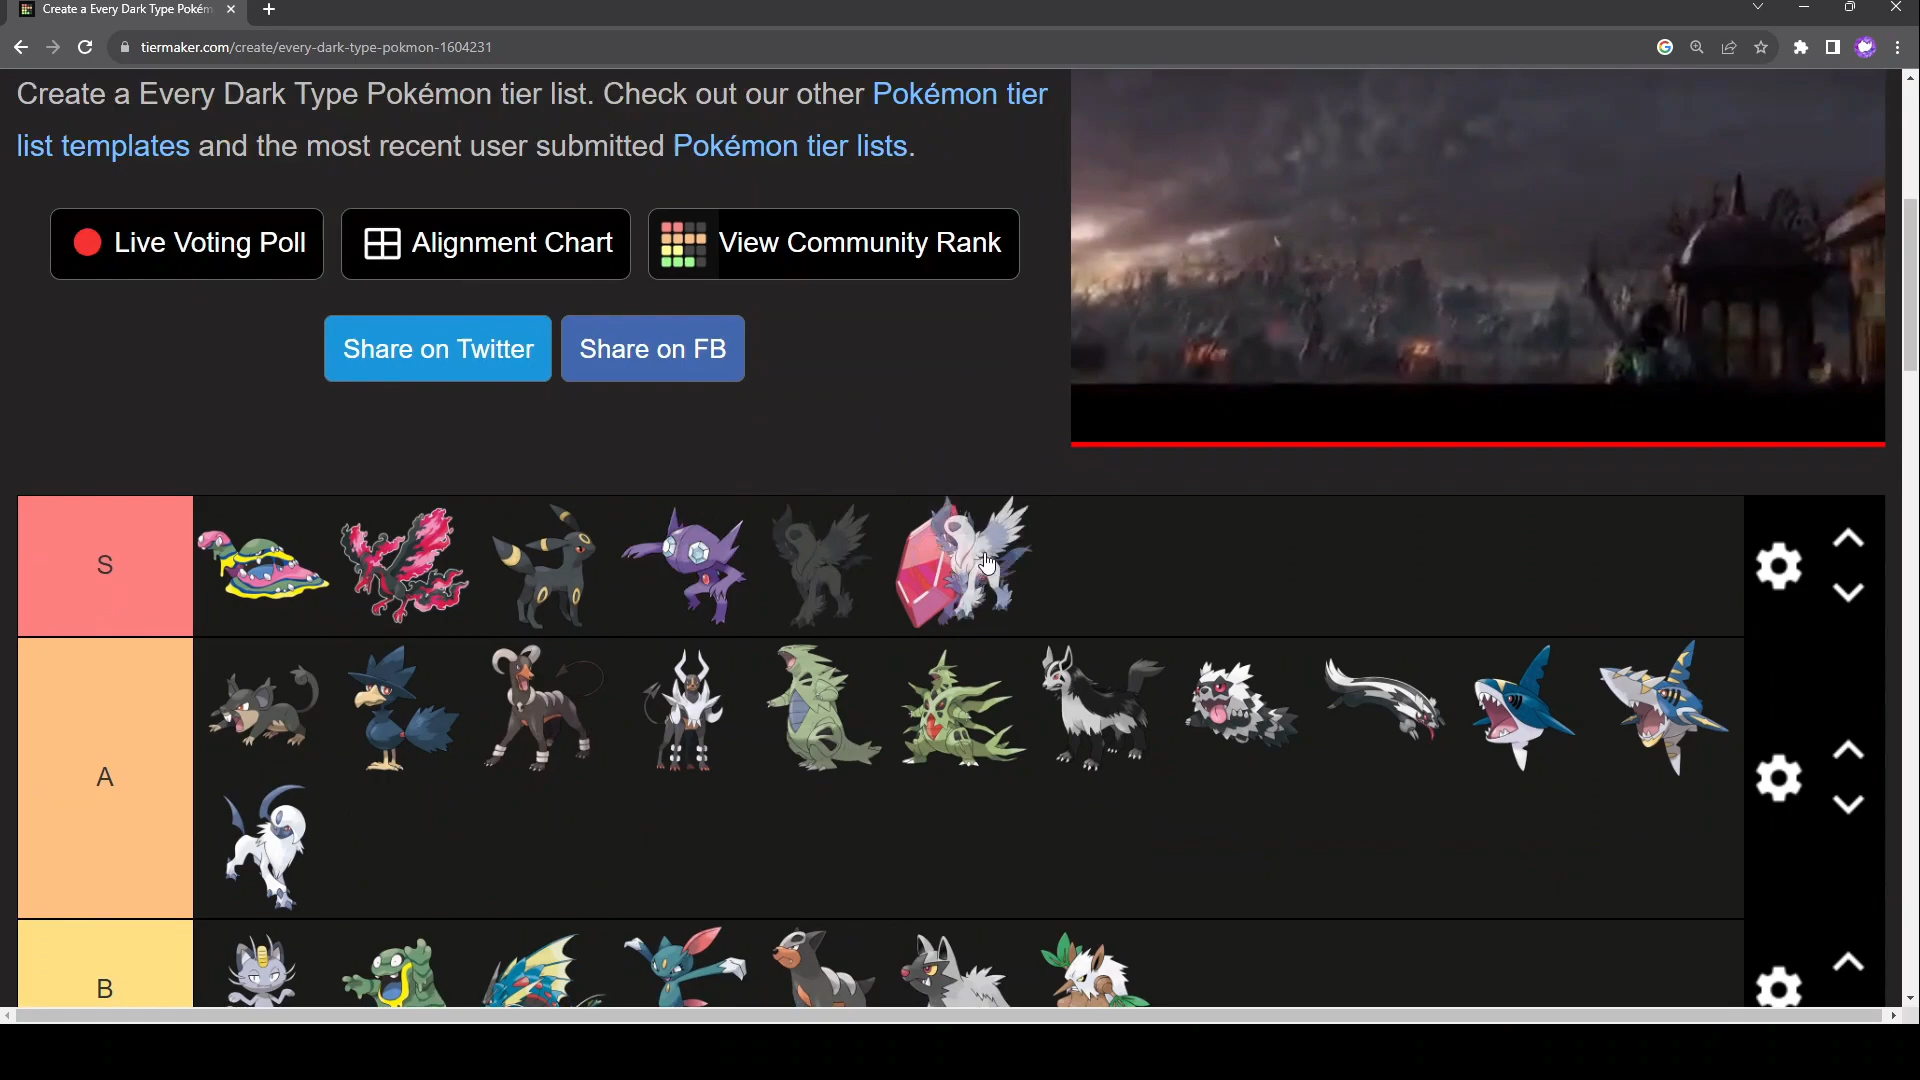 Create a Every Dark Type Pokém
tiermaker.com/create/every-dark-type-pokmon-1604231
Create a Every Dark Type Pokémon tier list. Check out our other Pokémon tier
list templates and the most recent user submitted Pokémon tier lists.
Live Voting Poll
Alignment Chart
View Community Rank
Share on Twitter
Share on FB
S
A
B